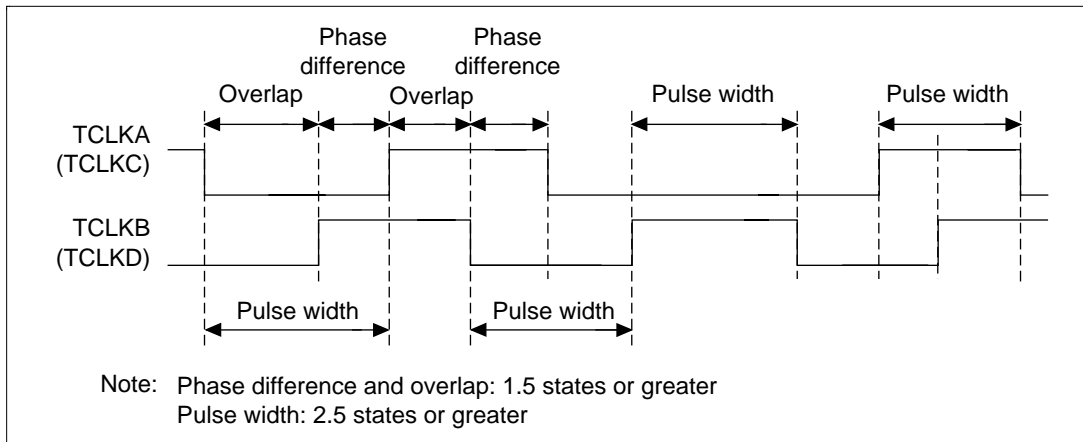 Phase
difference
Phase
difference
Overlap
Overlap
Pulse width
Pulse width
TCLKA
(TCLKC)
TCLKB
(TCLKD)
Pulse width
Pulse width
Note: Phase difference and overlap: 1.5 states or greater
Pulse width: 2.5 states or greater